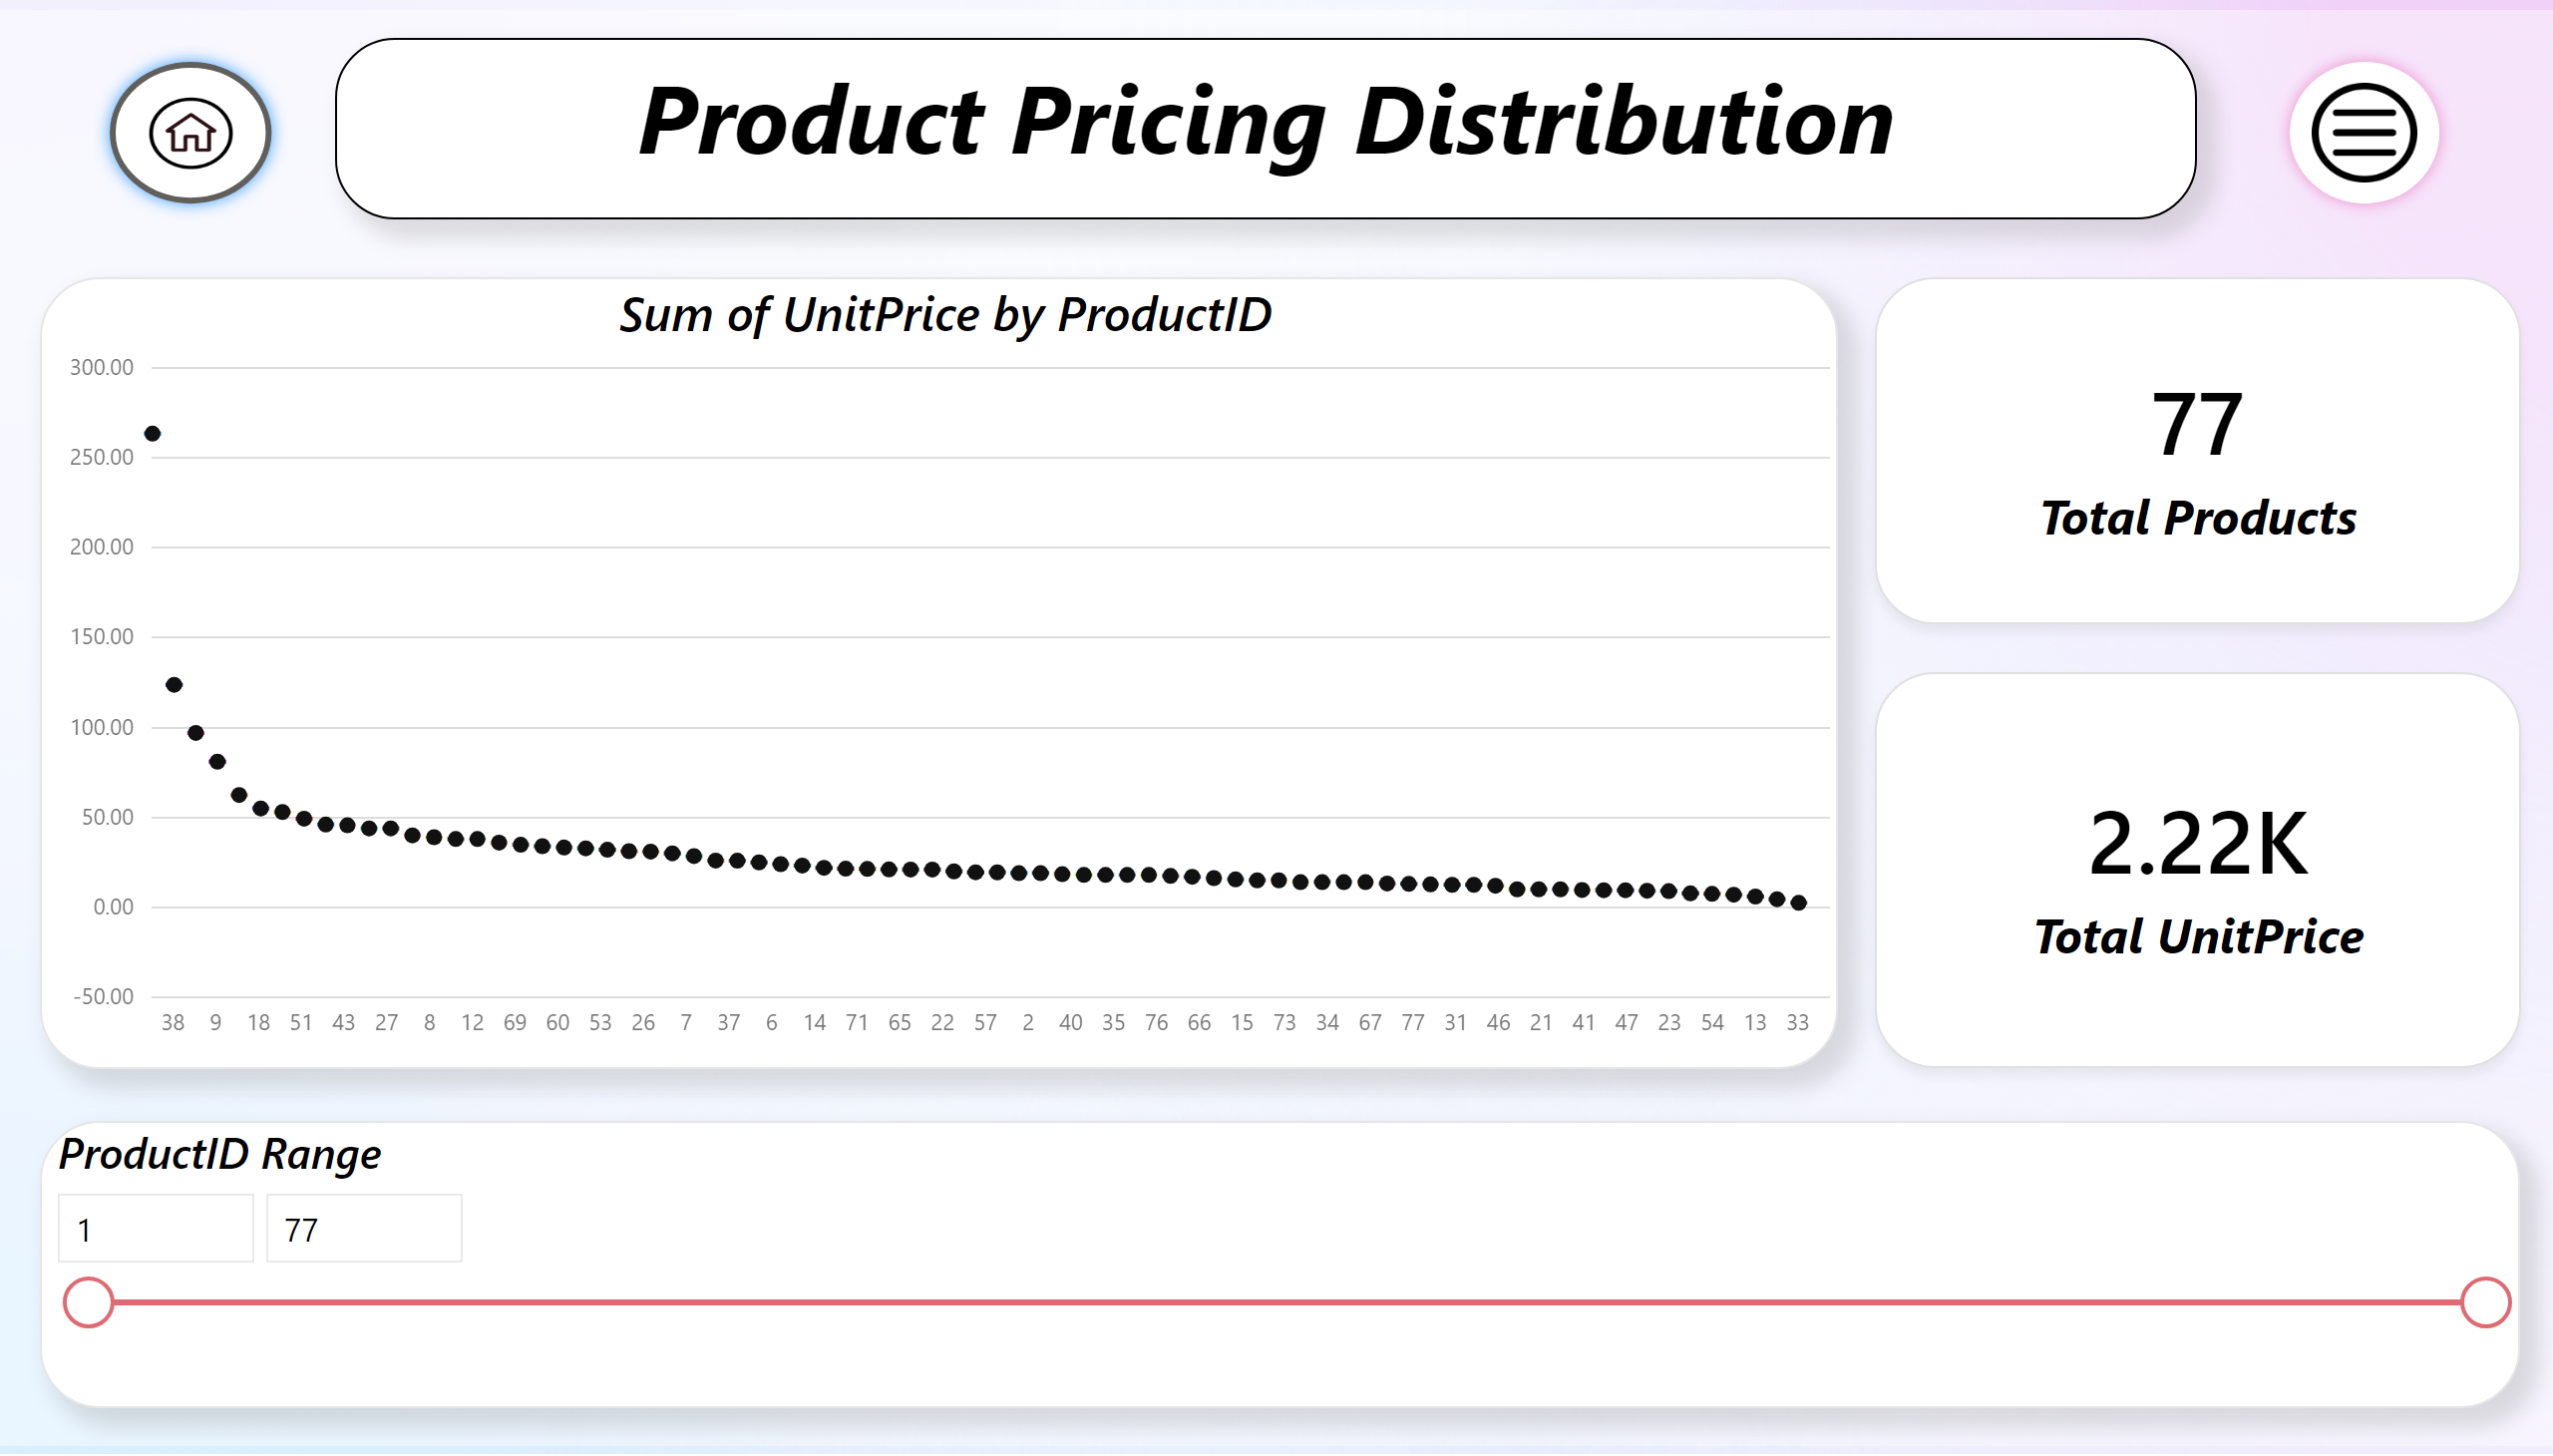 Product Pricing Distribution
Sum of UnitPrice by ProductID
300.00
250.00
200.00
150.00
100.00
50.00
0.00
-50.00
38 9 18 51 43 27 8 12 69 60 53 26 7 37 6 14 71 65 22 57 2 40 35 76 66 15 73 34 67 77 31 46 21 41 47 23 54 13 33
77
Total Products
2.22K
Total UnitPrice
ProductID Range
1 77